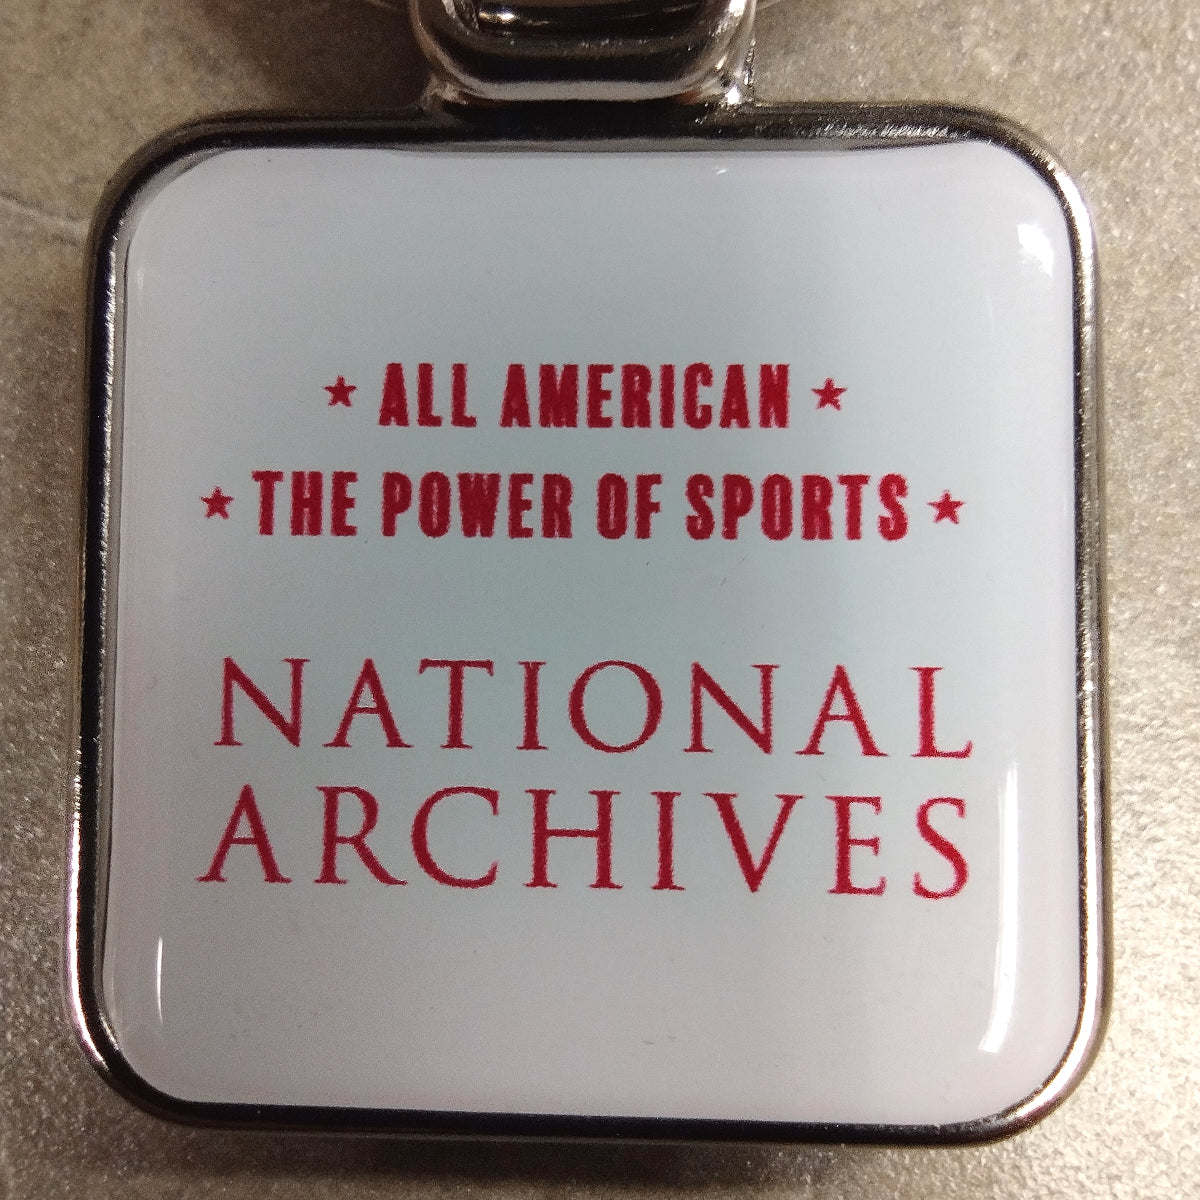 ★ ALL AMERICAN ★
★ THE POWER OF SPORTS ★
NATIONAL
ARCHIVES